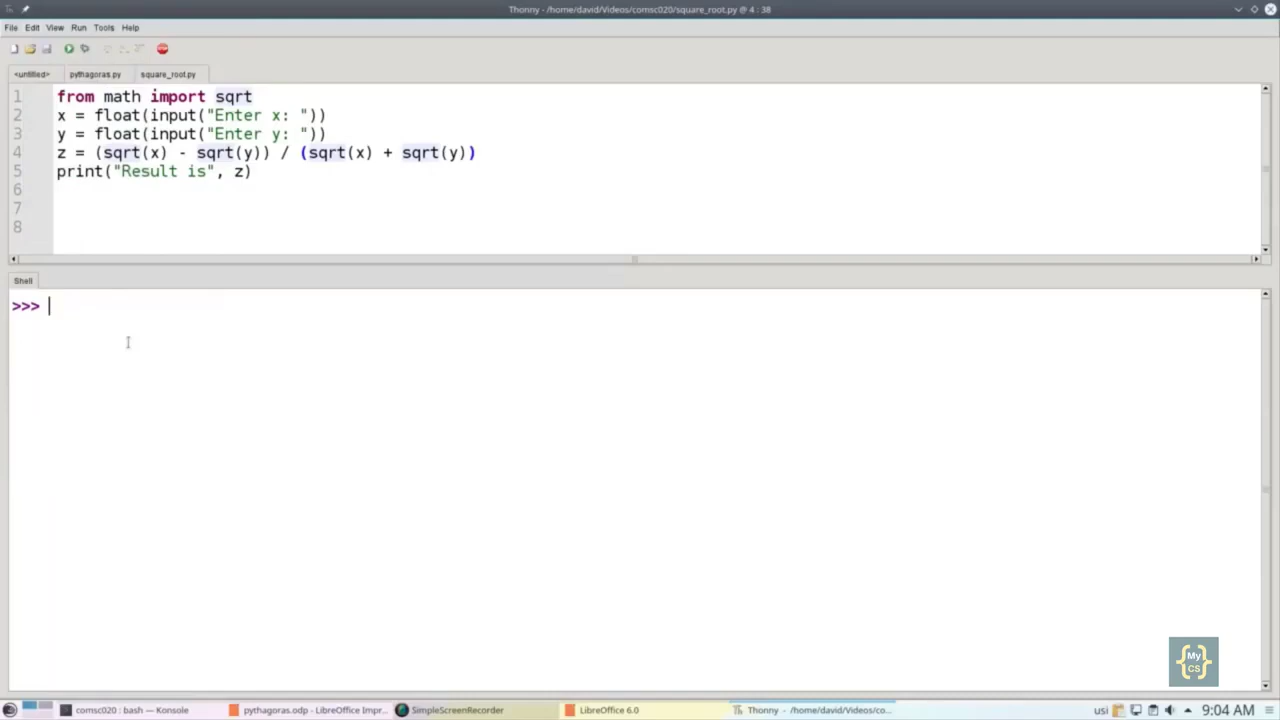 Thonny - /home/david/Videos/comsc020/square_root.py @ 4 : 38
File Edit View Run Tools Help
<untitled> pythagoras.py square_root.py
1 from math import sqrt
2 x = float(input("Enter x: "))
3 y = float(input("Enter y: "))
4 z = (sqrt(x) - sqrt(y)) / (sqrt(x) + sqrt(y))
5 print("Result is", z)
6
7
8
Shell
>>>
{My CS}
comsc020 : bash — Konsole pythagoras.odp - LibreOffice Impr... SimpleScreenRecorder LibreOffice 6.0 Thonny - /home/david/Videos/co... usi 9:04 AM